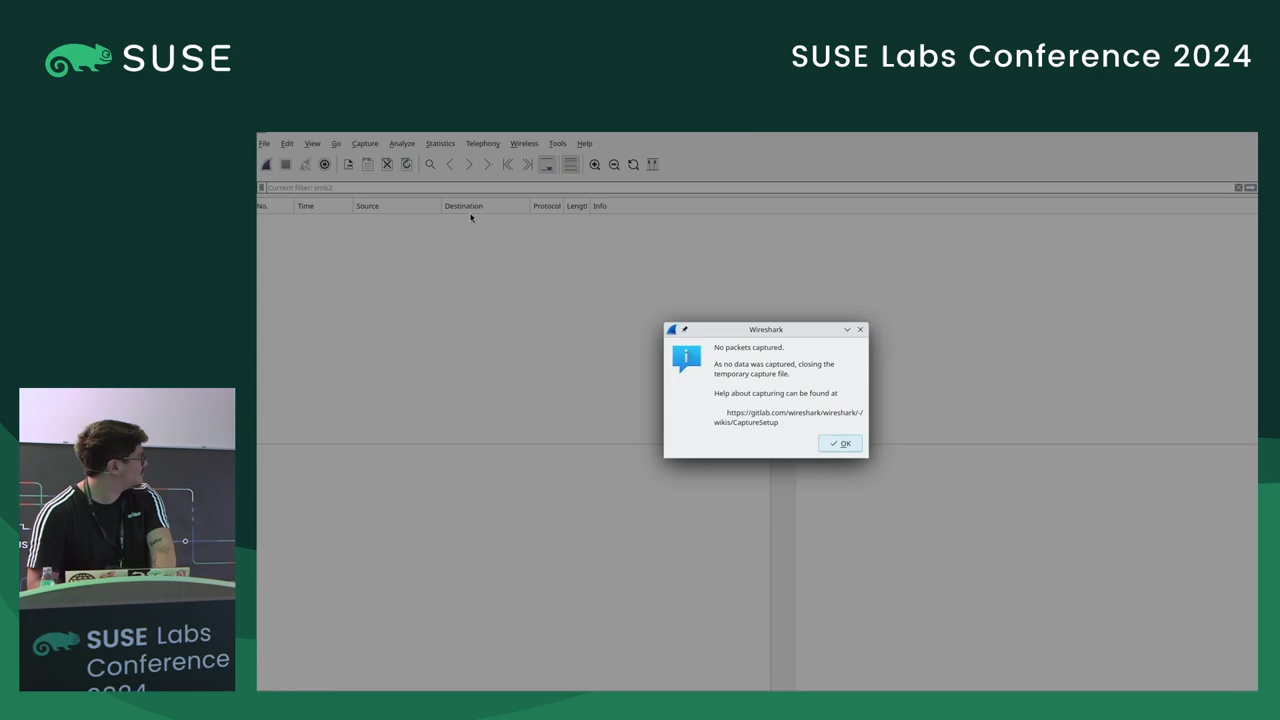 SUSE
SUSE Labs Conference 2024
File Edit View Go Capture Analyze Statistics Telephony Wireless Tools Help
Current filter: smb2
No. Time Source Destination Protocol Lengtl Info
Wireshark
No packets captured.
As no data was captured, closing the
temporary capture file.
Help about capturing can be found at
https://gitlab.com/wireshark/wireshark/-/
wikis/CaptureSetup
OK
SUSE Labs
Conference
2024